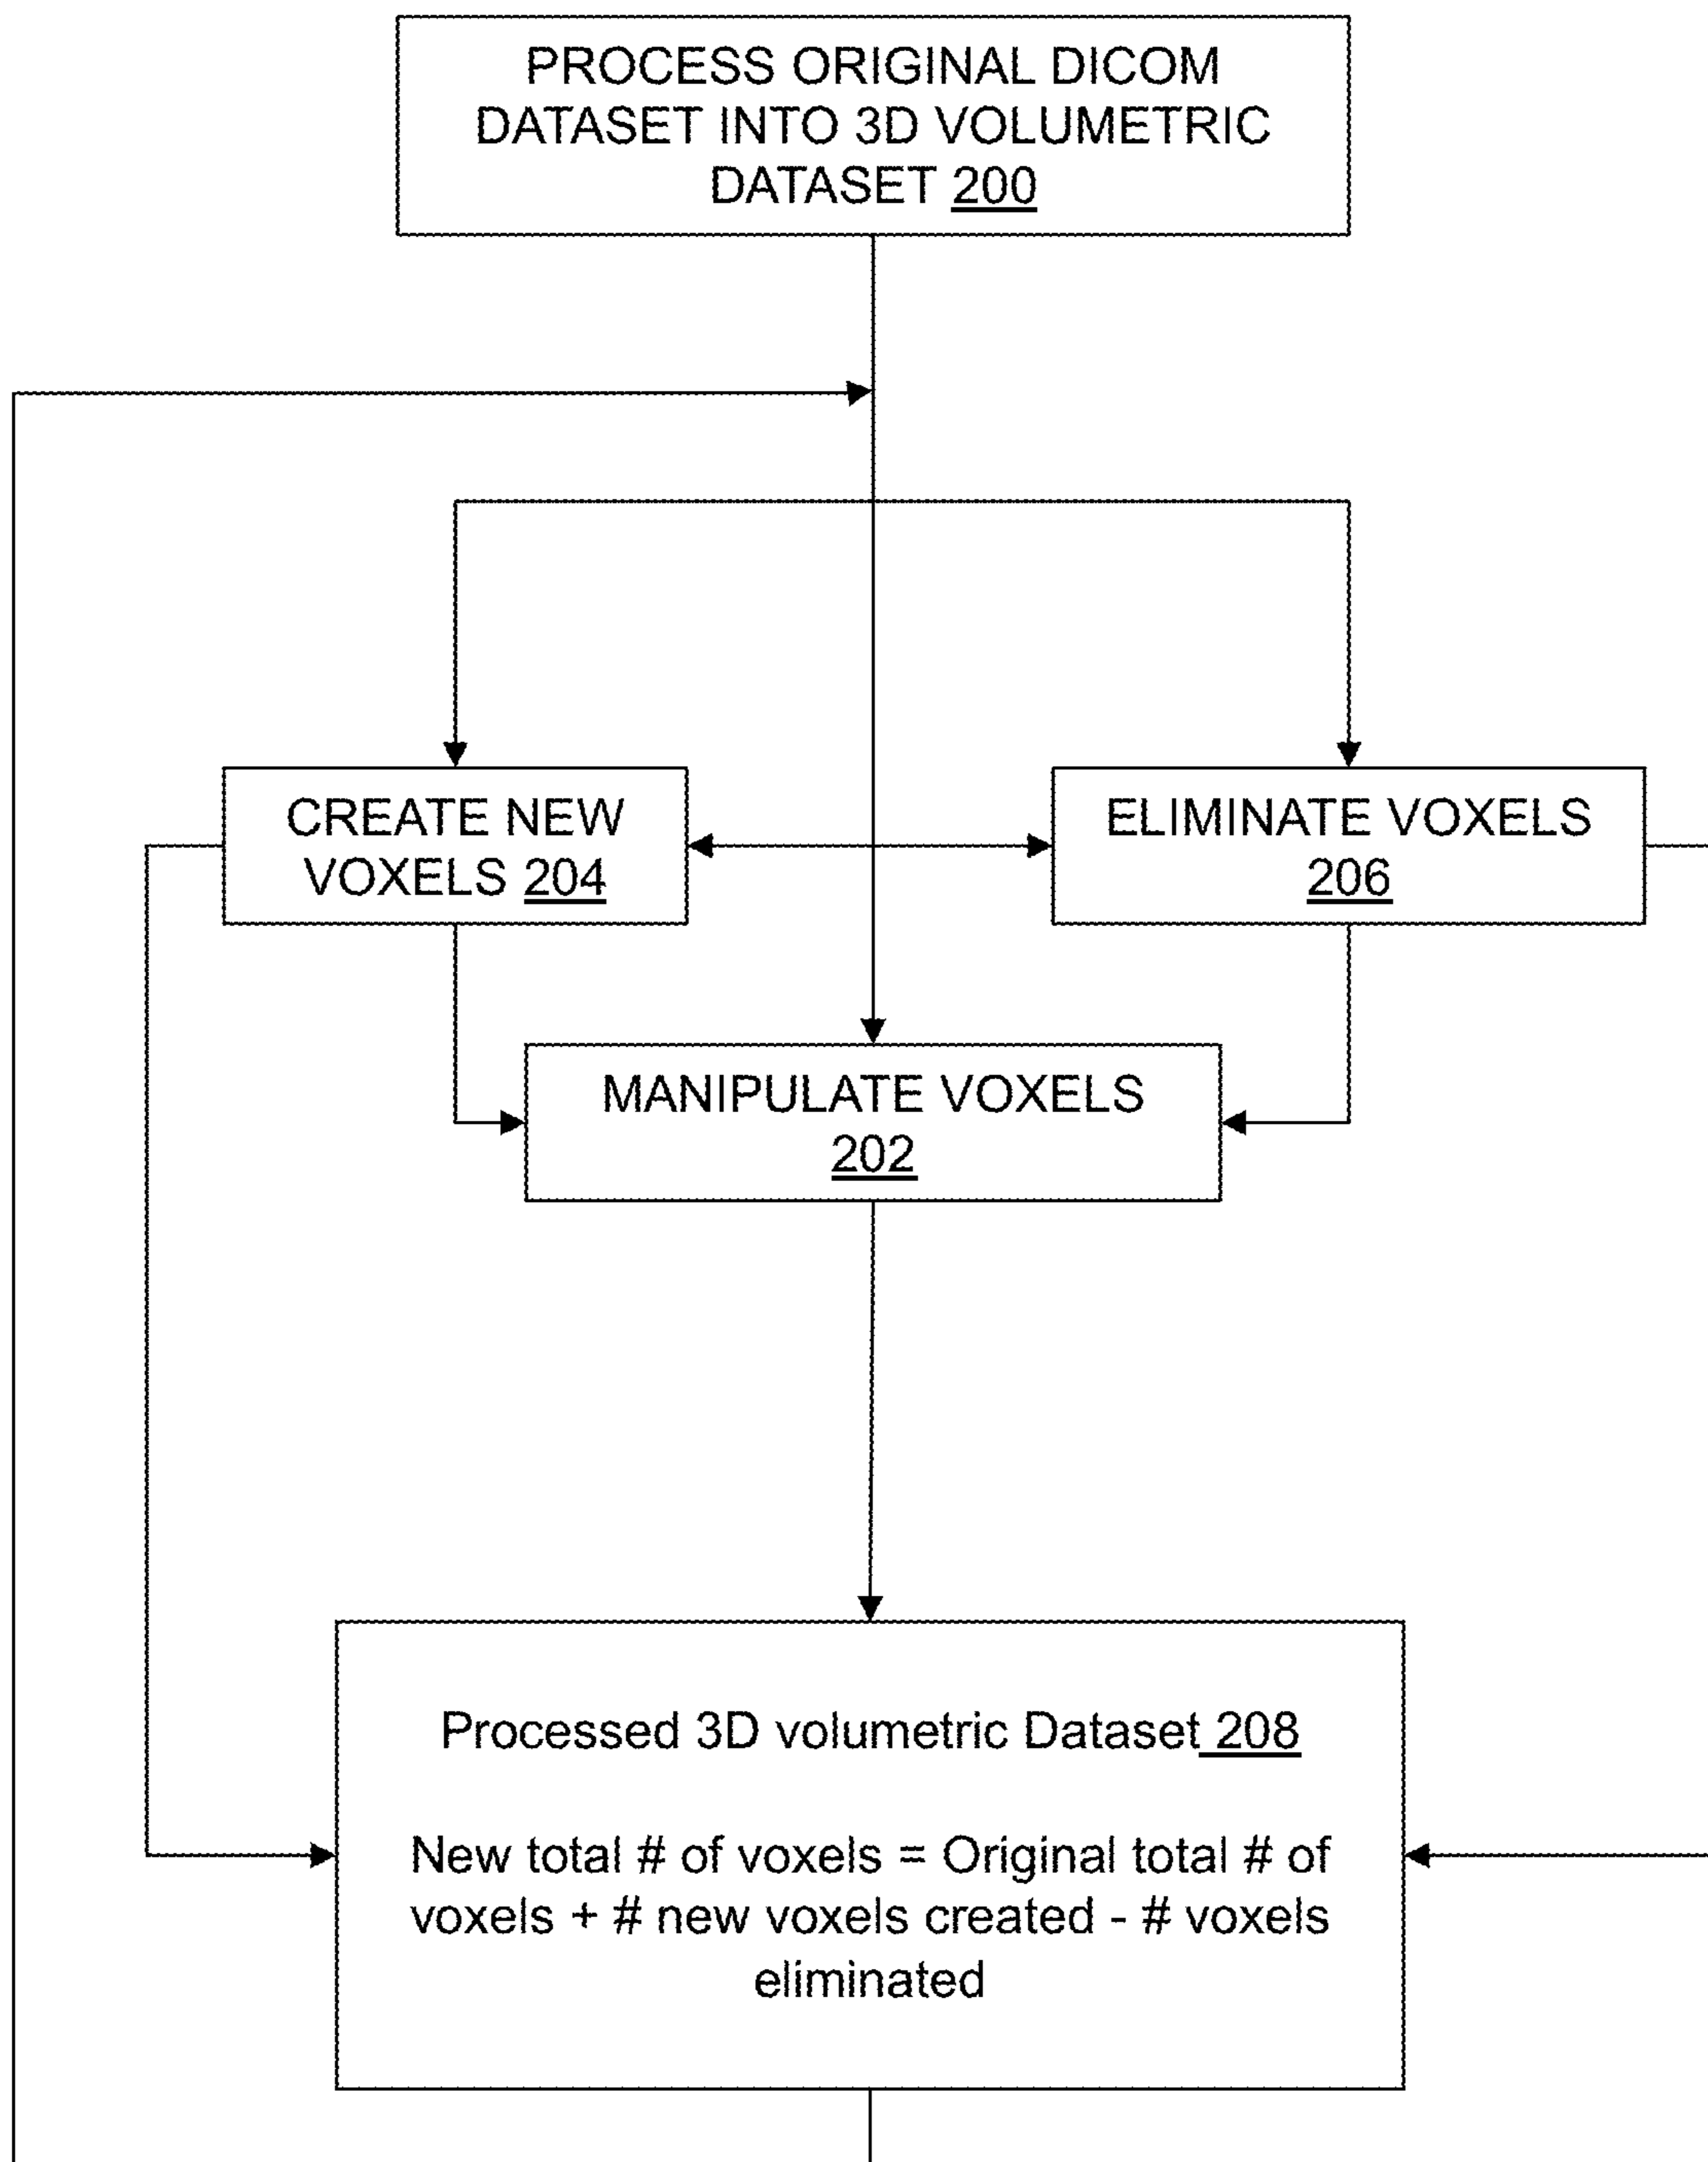 PROCESS ORIGINAL DICOM
DATASET INTO 3D VOLUMETRIC
DATASET 200
CREATE NEW
VOXELS 204
ELIMINATE VOXELS
206
MANIPULATE VOXELS
202
Processed 3D volumetric Dataset 208
New total # of voxels = Original total # of
voxels + # new voxels created - # voxels
eliminated